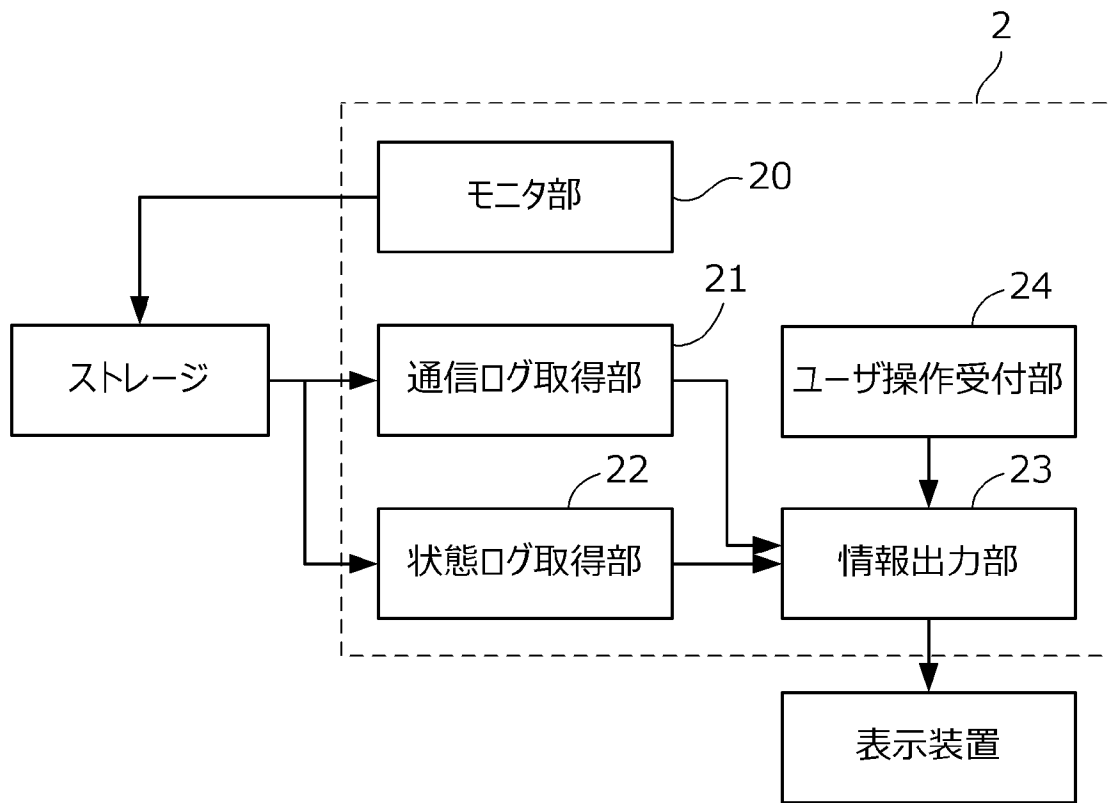 2
モニタ部
20
21
24
ストレージ
通信ログ取得部
ユーザ操作受付部
22
23
状態ログ取得部
情報出力部
表示装置